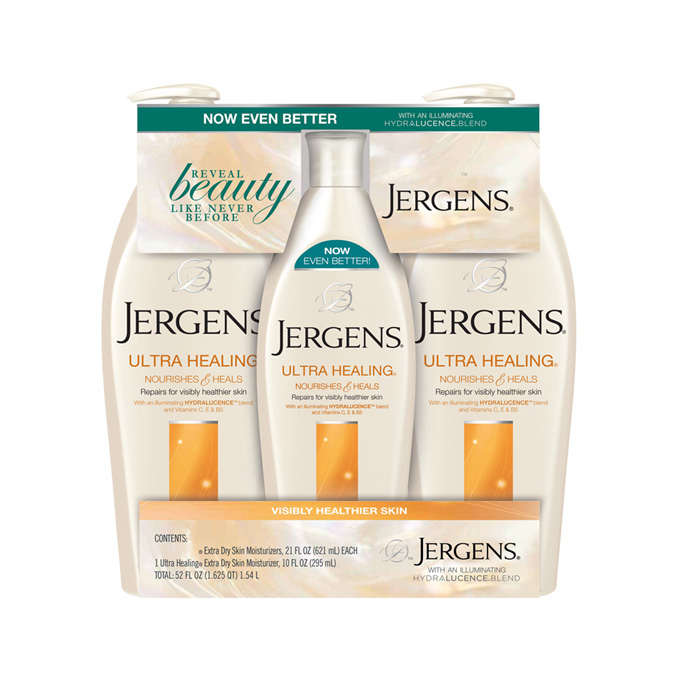 NOW EVEN BETTER
WITH AN ILLUMINATING
HYDRALUCENCE.BLEND
REVEAL
beauty
LIKE NEVER
BEFORE
JERGENS®
NOW
EVEN BETTER!
JERGENS
ULTRA HEALING
NOURISHES & HEALS
Repairs for visibly healthier skin
With an illuminating HYDRALUCENCE™ blend
and Vitamins C, E & B5
JERGENS®
ULTRA HEALING®
NOURISHES & HEALS
Repairs for visibly healthier skin
With an illuminating HYDRALUCENCE™ blend
and Vitamins C, E & B5
JERGENS®
ULTRA HEALING®
NOURISHES & HEALS
Repairs for visibly healthier skin
With an illuminating HYDRALUCENCE™ blend
and Vitamins C, E & B5
VISIBLY HEALTHIER SKIN
CONTENTS:
® Extra Dry Skin Moisturizers, 21 FL OZ (621 mL) EACH
1 Ultra Healing® Extra Dry Skin Moisturizer, 10 FL OZ (295 mL)
TOTAL: 52 FL OZ (1.625 QT) 1.54 L
JERGENS®
WITH AN ILLUMINATING
HYDRALUCENCE.BLEND